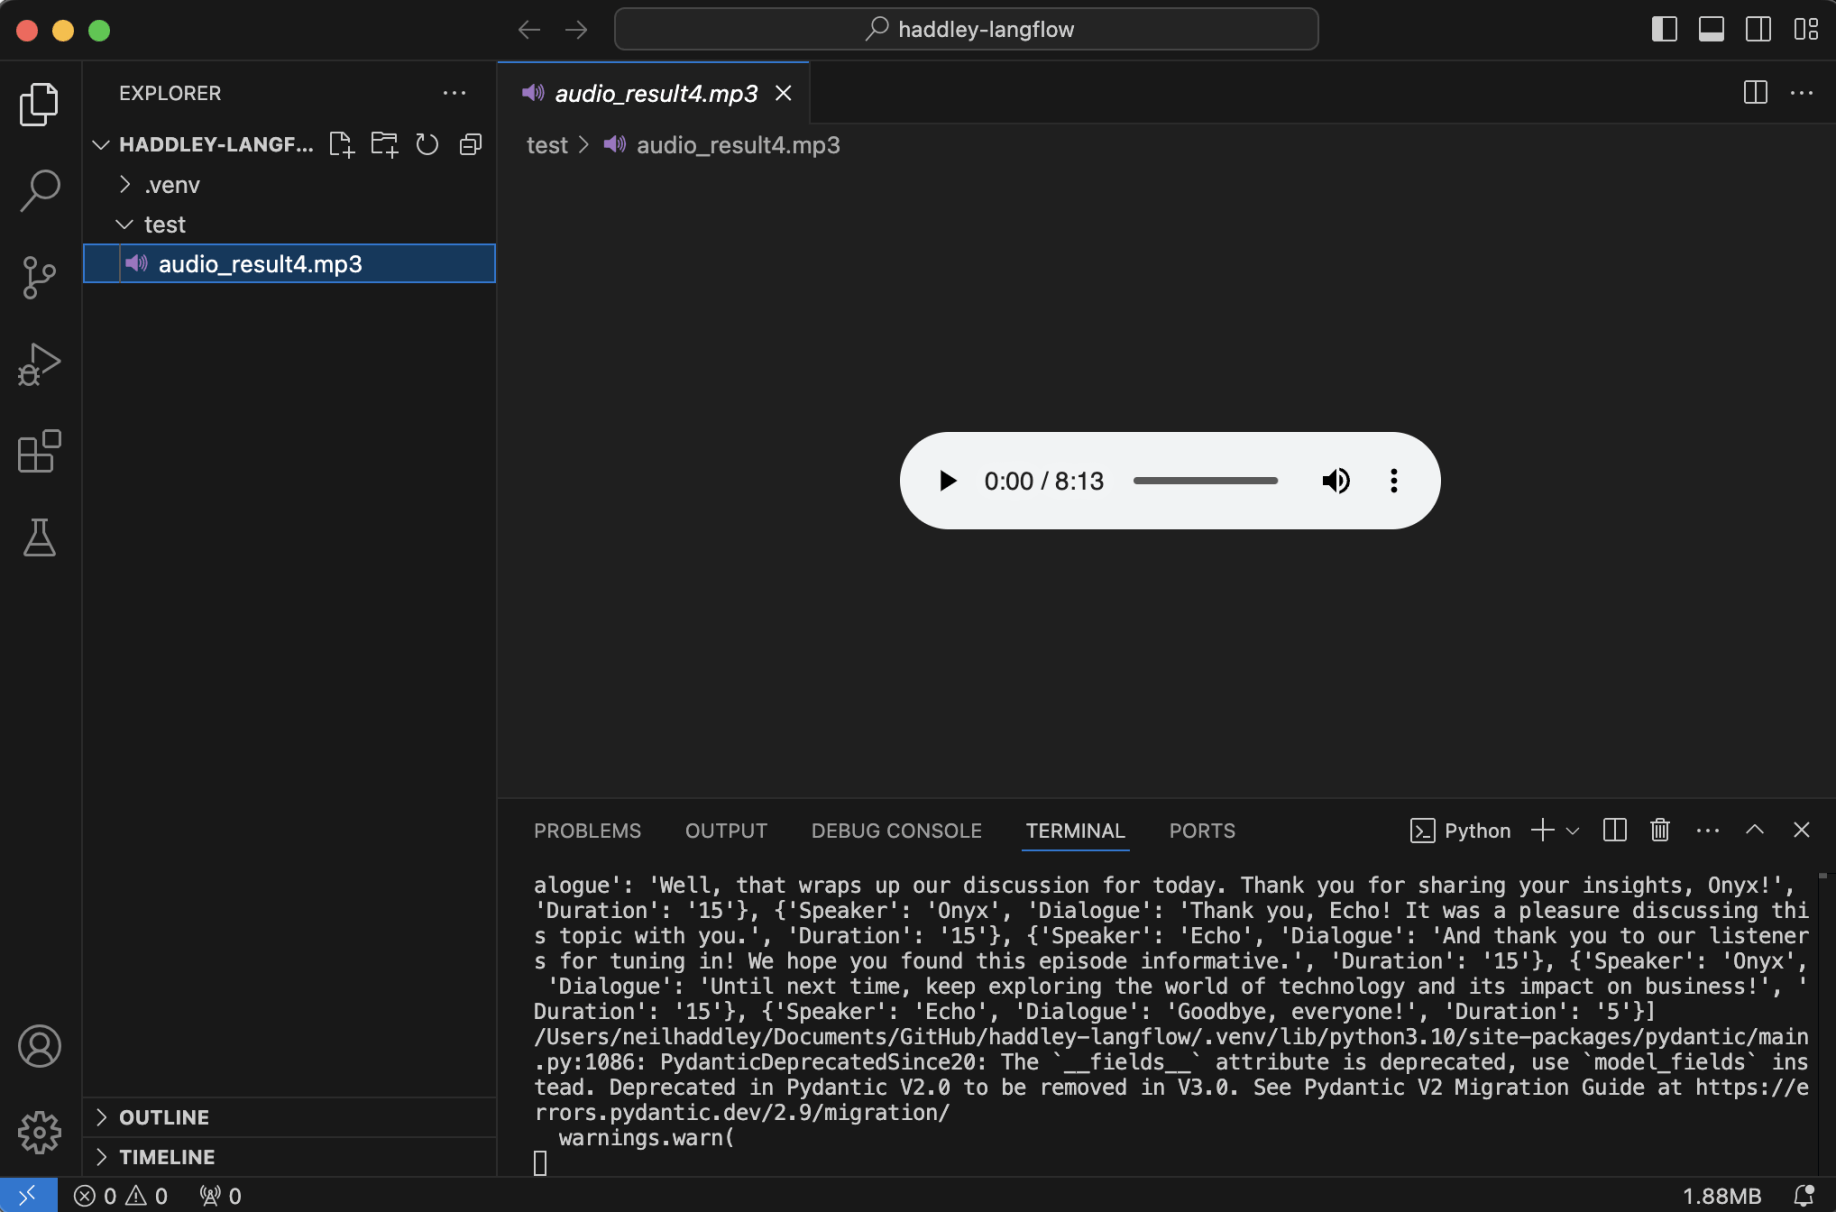 haddley-langflow
EXPLORER
audio_result4.mp3
HADDLEY-LANGF...
test > audio_result4.mp3
.venv
test
audio_result4.mp3
0:00 / 8:13
PROBLEMS OUTPUT DEBUG CONSOLE TERMINAL PORTS Python
alogue': 'Well, that wraps up our discussion for today. Thank you for sharing your insights, Onyx!',
'Duration': '15'}, {'Speaker': 'Onyx', 'Dialogue': 'Thank you, Echo! It was a pleasure discussing thi
s topic with you.', 'Duration': '15'}, {'Speaker': 'Echo', 'Dialogue': 'And thank you to our listener
s for tuning in! We hope you found this episode informative.', 'Duration': '15'}, {'Speaker': 'Onyx',
 'Dialogue': 'Until next time, keep exploring the world of technology and its impact on business!', '
Duration': '15'}, {'Speaker': 'Echo', 'Dialogue': 'Goodbye, everyone!', 'Duration': '5'}]
/Users/neilhaddley/Documents/GitHub/haddley-langflow/.venv/lib/python3.10/site-packages/pydantic/main
.py:1086: PydanticDeprecatedSince20: The `__fields__` attribute is deprecated, use `model_fields` ins
tead. Deprecated in Pydantic V2.0 to be removed in V3.0. See Pydantic V2 Migration Guide at https://e
rrors.pydantic.dev/2.9/migration/
  warnings.warn(
OUTLINE
TIMELINE
0 0 0
1.88MB